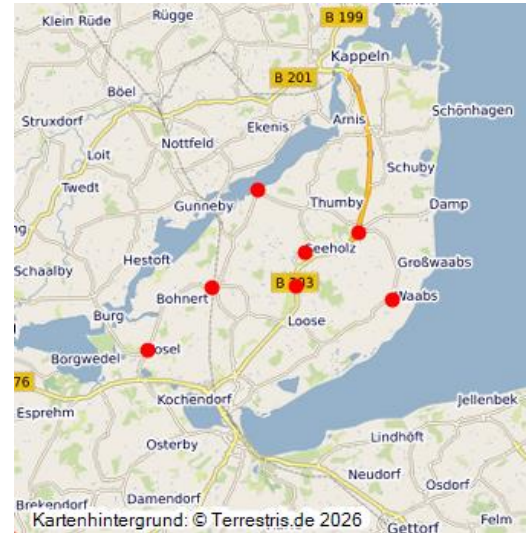 Klein Rüde
Rügge
B 199
Kappeln
B 201
Böel
Schönhagen
Struxdorf
Ekenis
Arnis
Nottfeld
Loit
Schuby
Twedt
Gunneby
Thumby
Damp
Schaalby
Hestoft
Seeholz
Großwaabs
Bohnert
Waabs
Burg
Loose
Borgwedel
76
Kochendorf
Esprehm
Jellenbek
Osterby
Lindhöft
Neudorf
Damendorf
Osdorf
Brekendorf
Felm
Gettorf
Kartenhintergrund: © Terrestris.de 2026